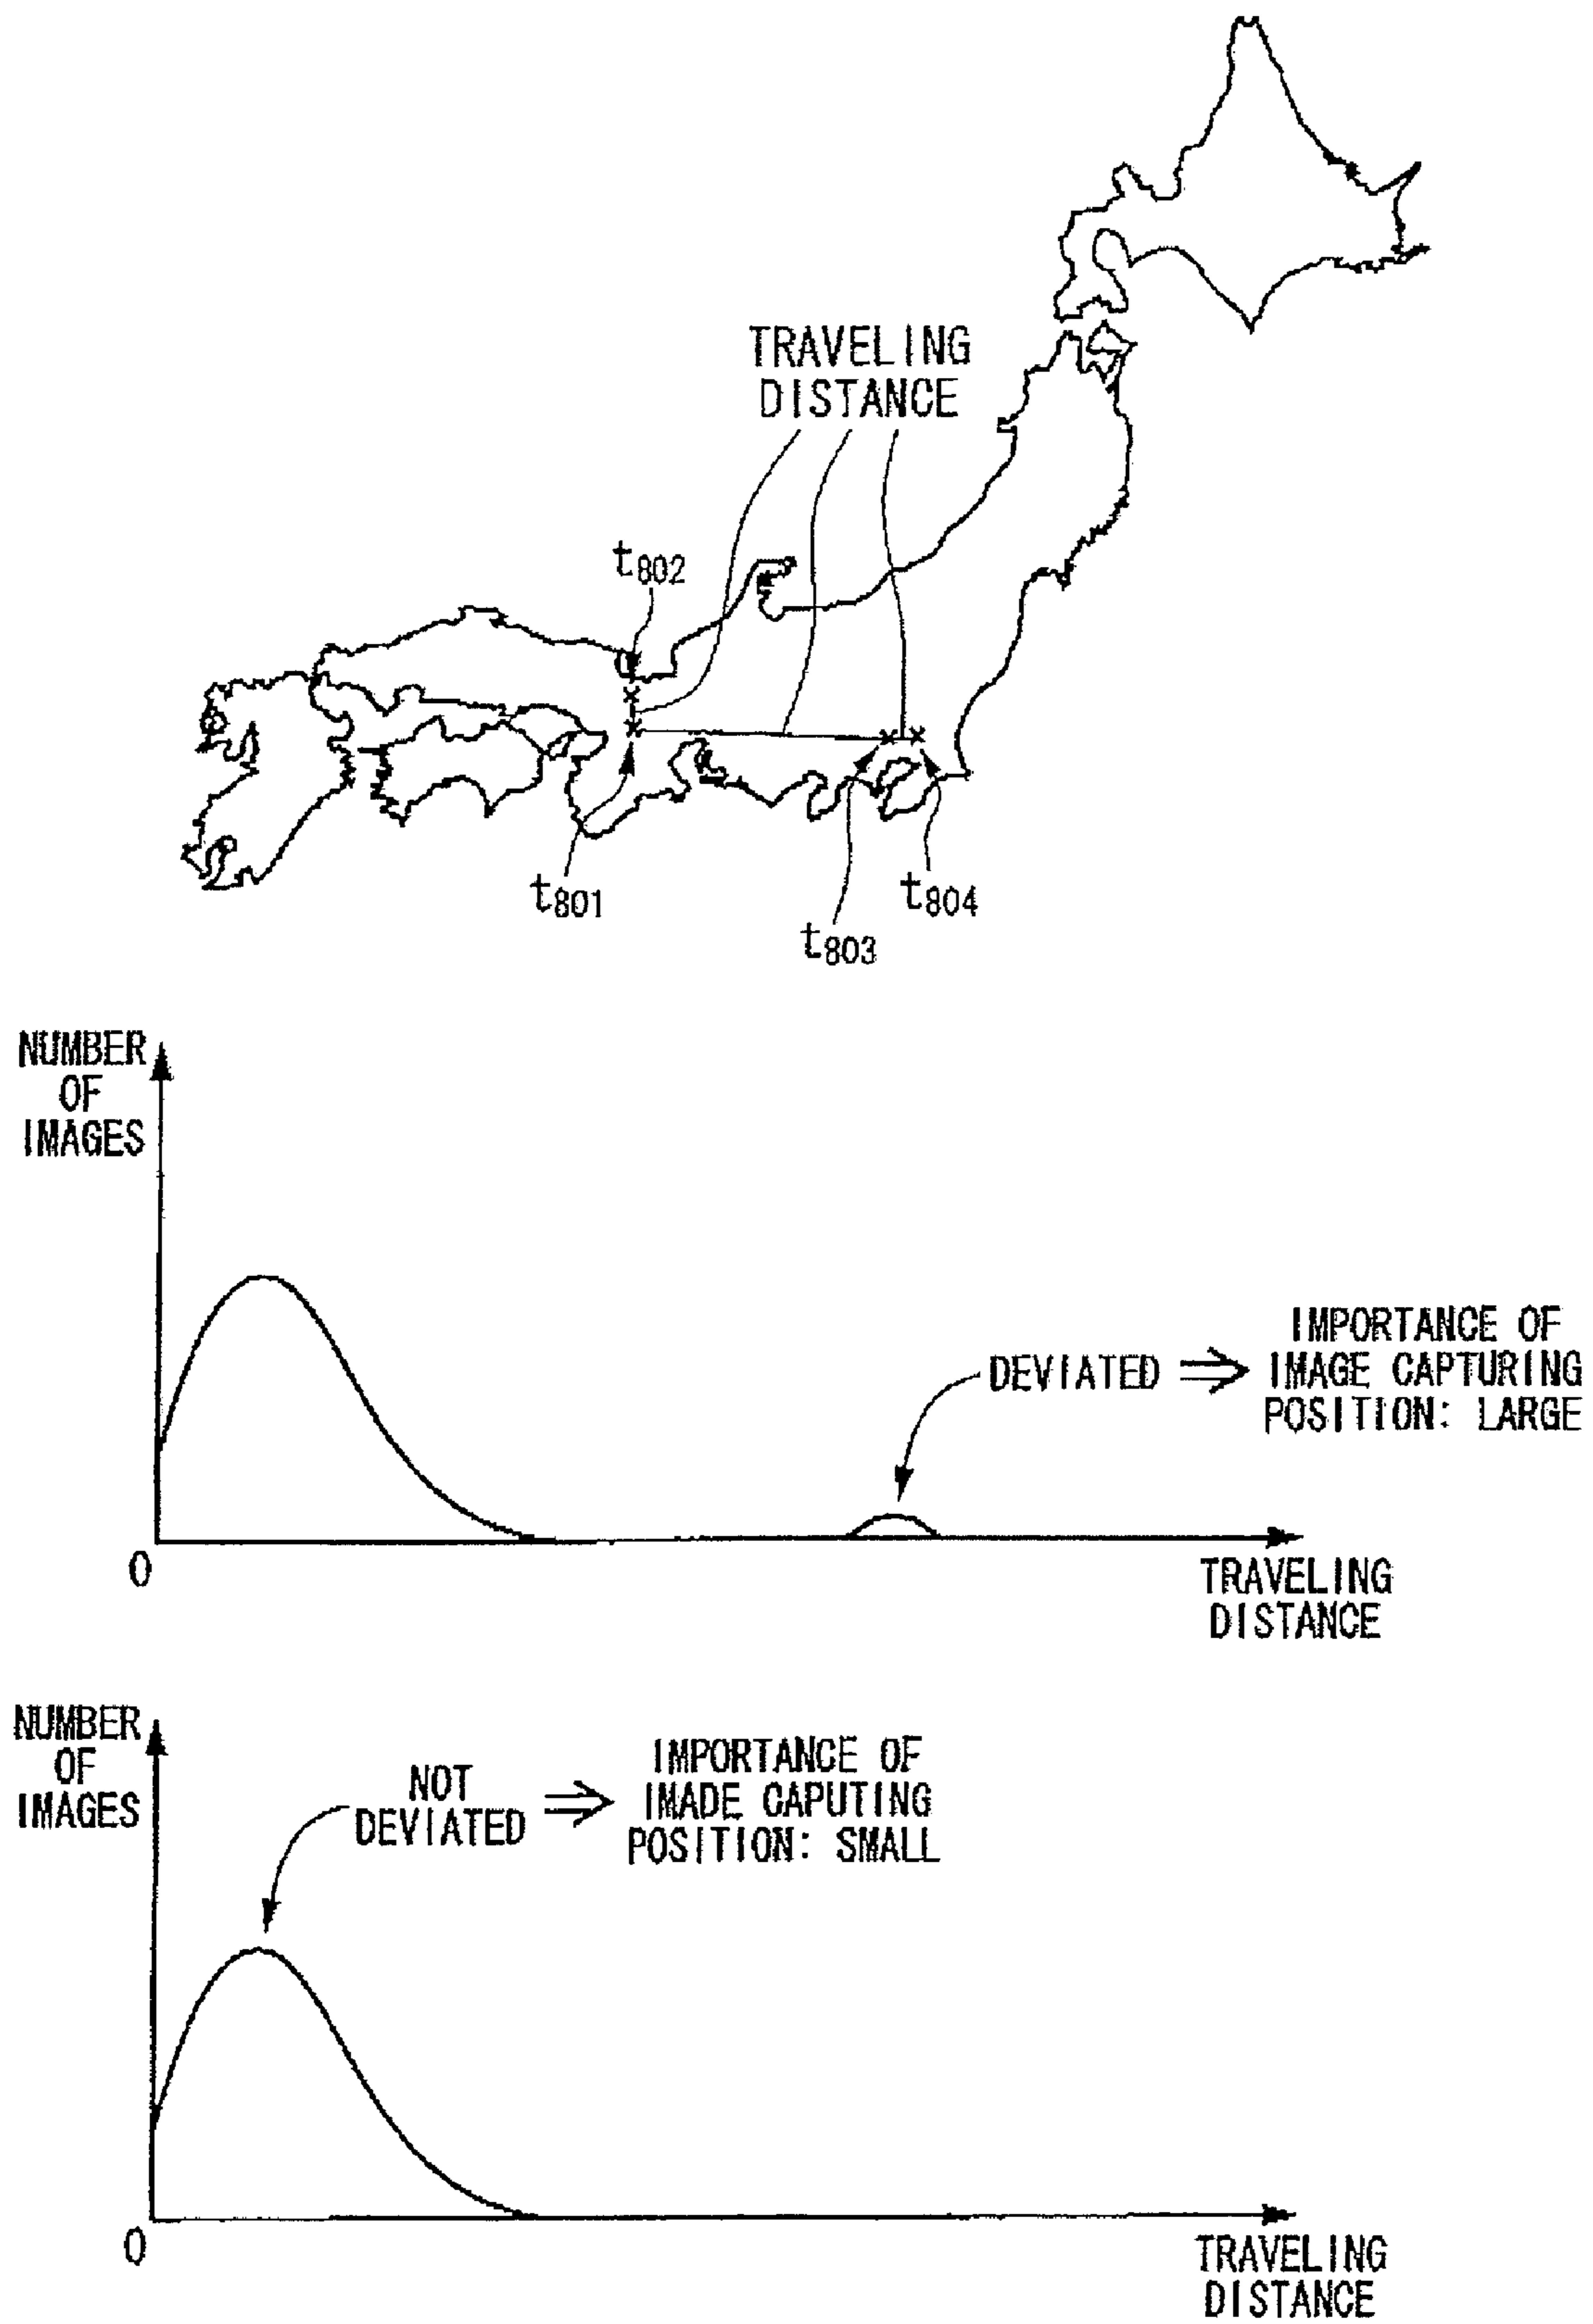 TRAVELING
DISTANCE
t802
t801
t804
t803
NUMBER
OF
IMAGES
DEVIATED ⇒
IMPORTANCE OF
IMAGE CAPTURING
POSITION: LARGE
0
TRAVELING
DISTANCE
NUMBER
OF
IMAGES
NOT
DEVIATED ⇒
IMPORTANCE OF
IMADE CAPUTING
POSITION: SMALL
0
TRAVELING
DISTANCE